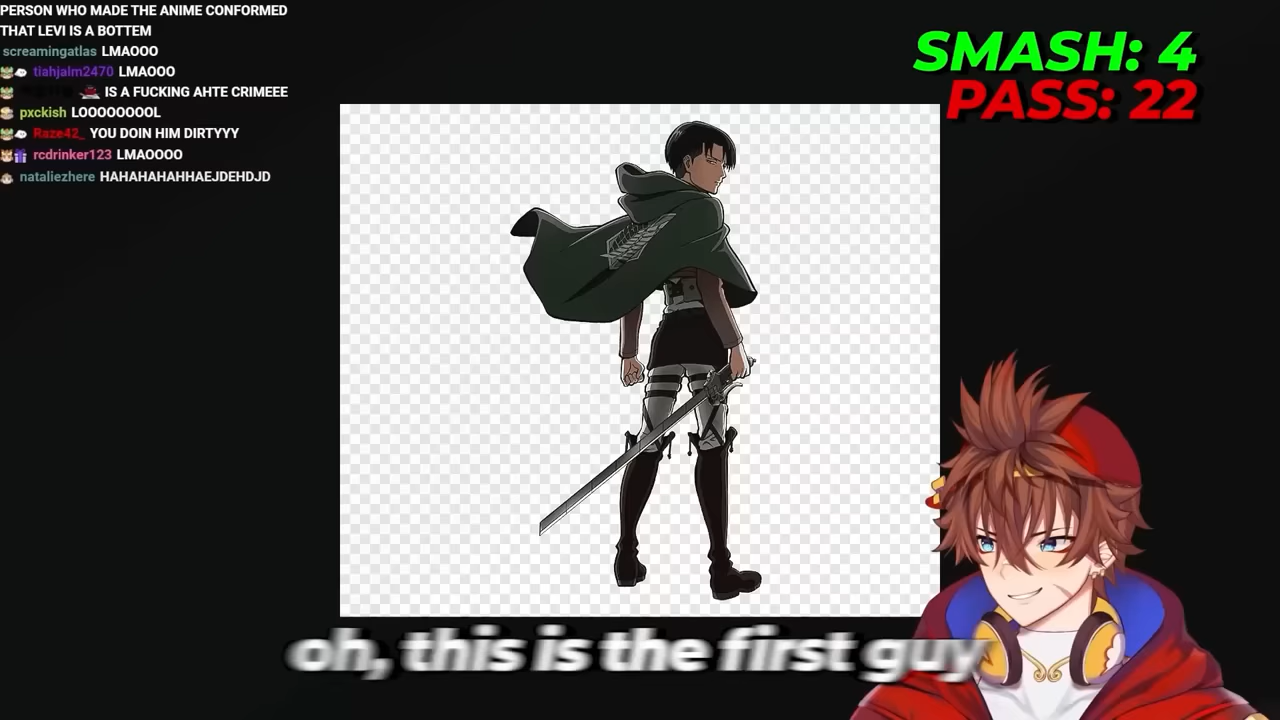 PERSON WHO MADE THE ANIME CONFORMED
THAT LEVI IS A BOTTEM
screamingatlas LMAOOO
tiahjalm2470 LMAOOO
IS A FUCKING AHTE CRIMEEE
pxckish LOOOOOOOOL
Raze42_ YOU DOIN HIM DIRTYYY
rcdrinker123 LMAOOOO
nataliezhere HAHAHAHAHHAEJDEHDJD
SMASH: 4
PASS: 22
oh, this is the first guy